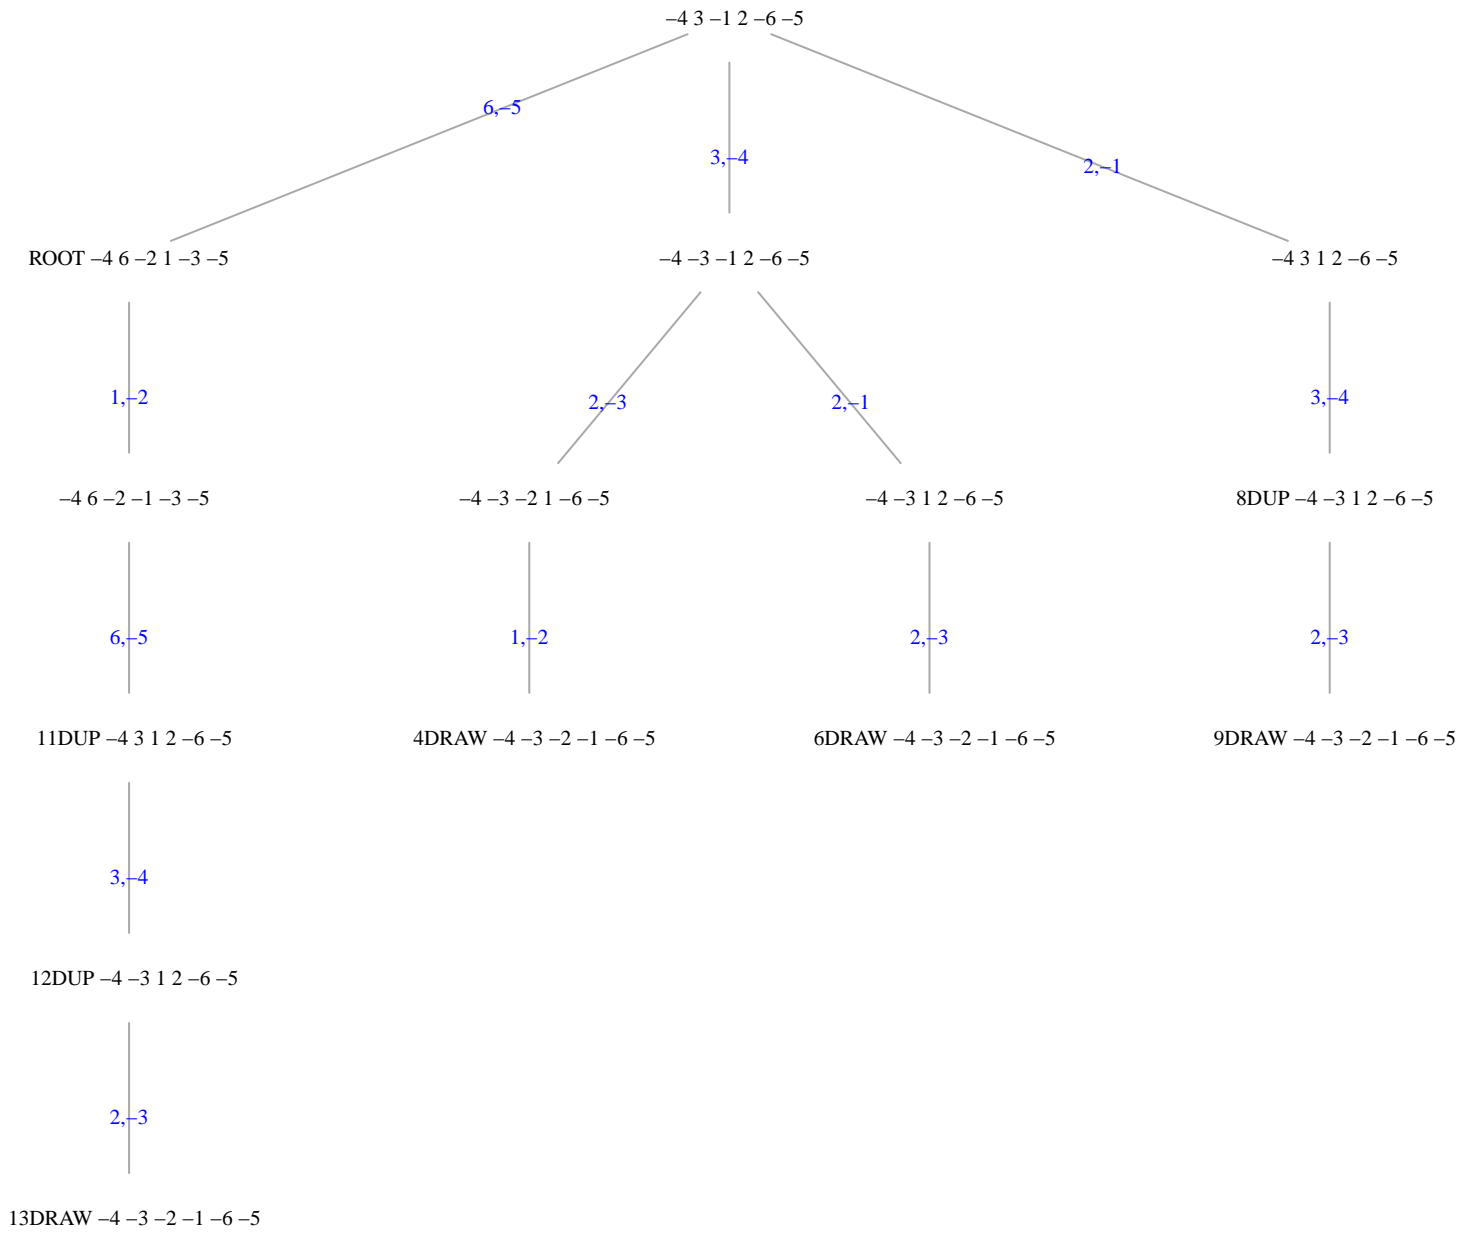 –4 3 –1 2 –6 –5
6,–5
3,–4
2,–1
ROOT –4 6 –2 1 –3 –5
–4 –3 –1 2 –6 –5
–4 3 1 2 –6 –5
1,–2
2,–3
2,–1
3,–4
–4 6 –2 –1 –3 –5
–4 –3 –2 1 –6 –5
–4 –3 1 2 –6 –5
8DUP –4 –3 1 2 –6 –5
6,–5
1,–2
2,–3
2,–3
11DUP –4 3 1 2 –6 –5
4DRAW –4 –3 –2 –1 –6 –5
6DRAW –4 –3 –2 –1 –6 –5
9DRAW –4 –3 –2 –1 –6 –5
3,–4
12DUP –4 –3 1 2 –6 –5
2,–3
13DRAW –4 –3 –2 –1 –6 –5